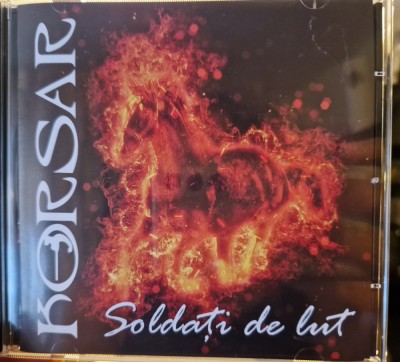 KORSAR
Soldați de lut